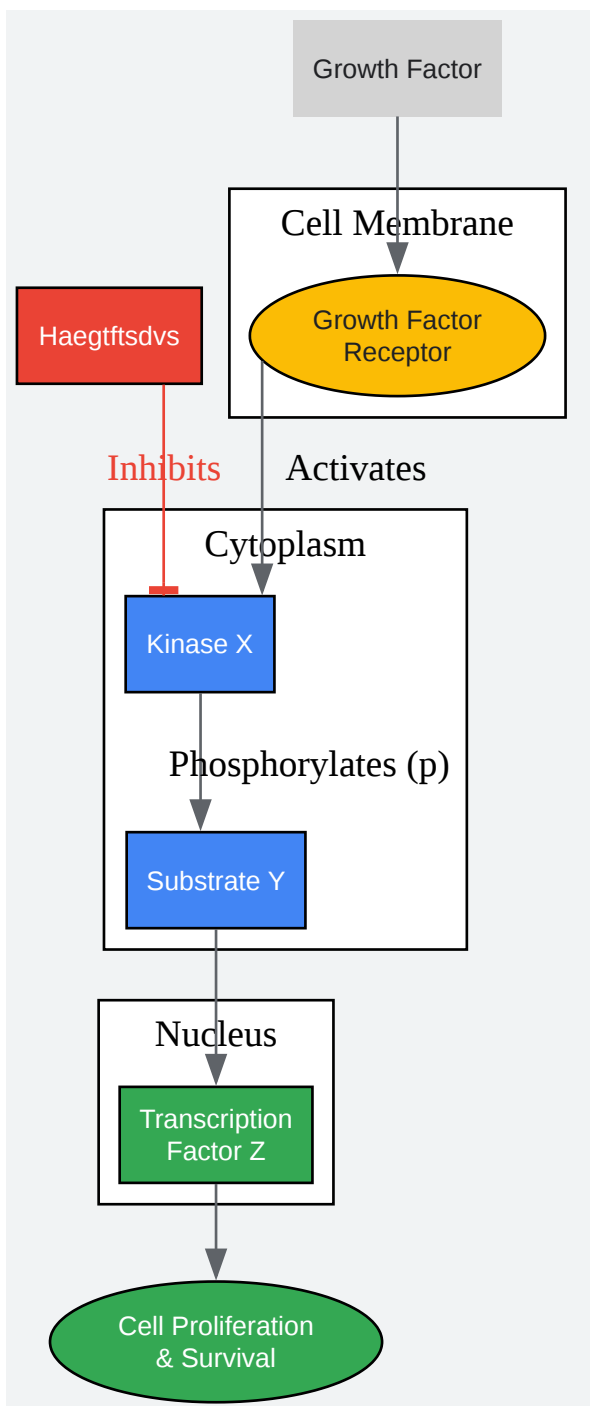 Growth Factor
Cell Membrane
Growth Factor
Receptor
Haegtftsdvs
Inhibits
Activates
Cytoplasm
Kinase X
Phosphorylates (p)
Substrate Y
Nucleus
Transcription
Factor Z
Cell Proliferation
& Survival